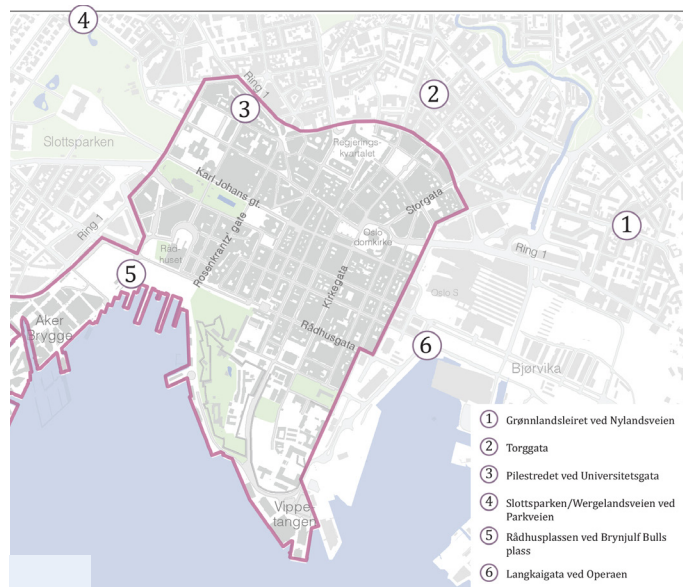 4
Ring 1
3
2
Regjerings-
kvartalet
Slottsparken
Karl Johans gt.
Storgata
1
Ring 1
Oslo
domkirke
Ring 1
Råd-
huset
Rosenkrantz' gate
5
Kirkegata
Oslo S
Aker
Brygge
Rådhusgata
6
Bjørvika
Vippe-
tangen
1 Grønnlandsleiret ved Nylandsveien
2 Torggata
3 Pilestredet ved Universitetsgata
4 Slottsparken/Wergelandsveien ved
Parkveien
5 Rådhusplassen ved Brynjulf Bulls
plass
6 Langkaigata ved Operaen